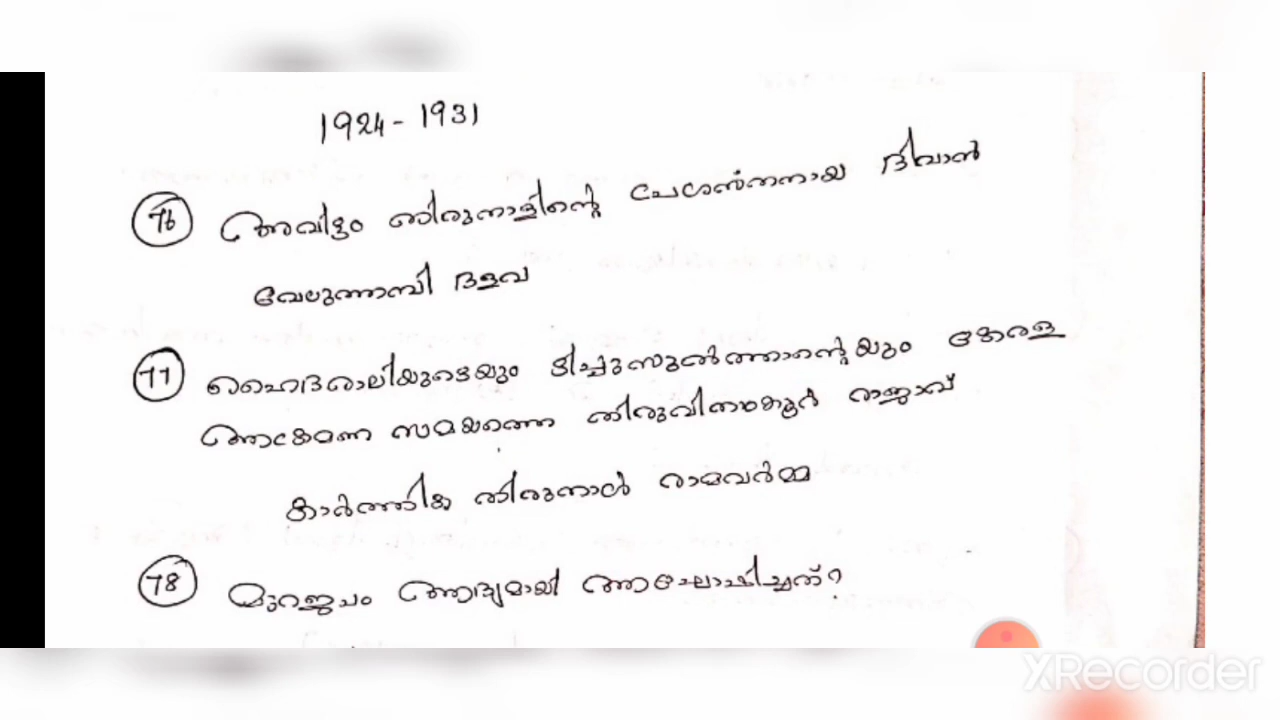 1924 - 1931
76 അവിട്ടം തിരുനാളിന്റെ പ്രശസ്തനായ ദിവാൻ
വേലുത്തമ്പി ദളവ
77 ഹൈദരാലിയുടെയും ടിപ്പുസുൽത്താന്റെയും കേരള
ആക്രമണ സമയത്തെ തിരുവിതാംകൂർ രാജാവ്
കാർത്തിക തിരുനാൾ രാമവർമ്മ
78 മുറജപം ആദ്യമായി ആഘോഷിച്ചത്?
XRecorder